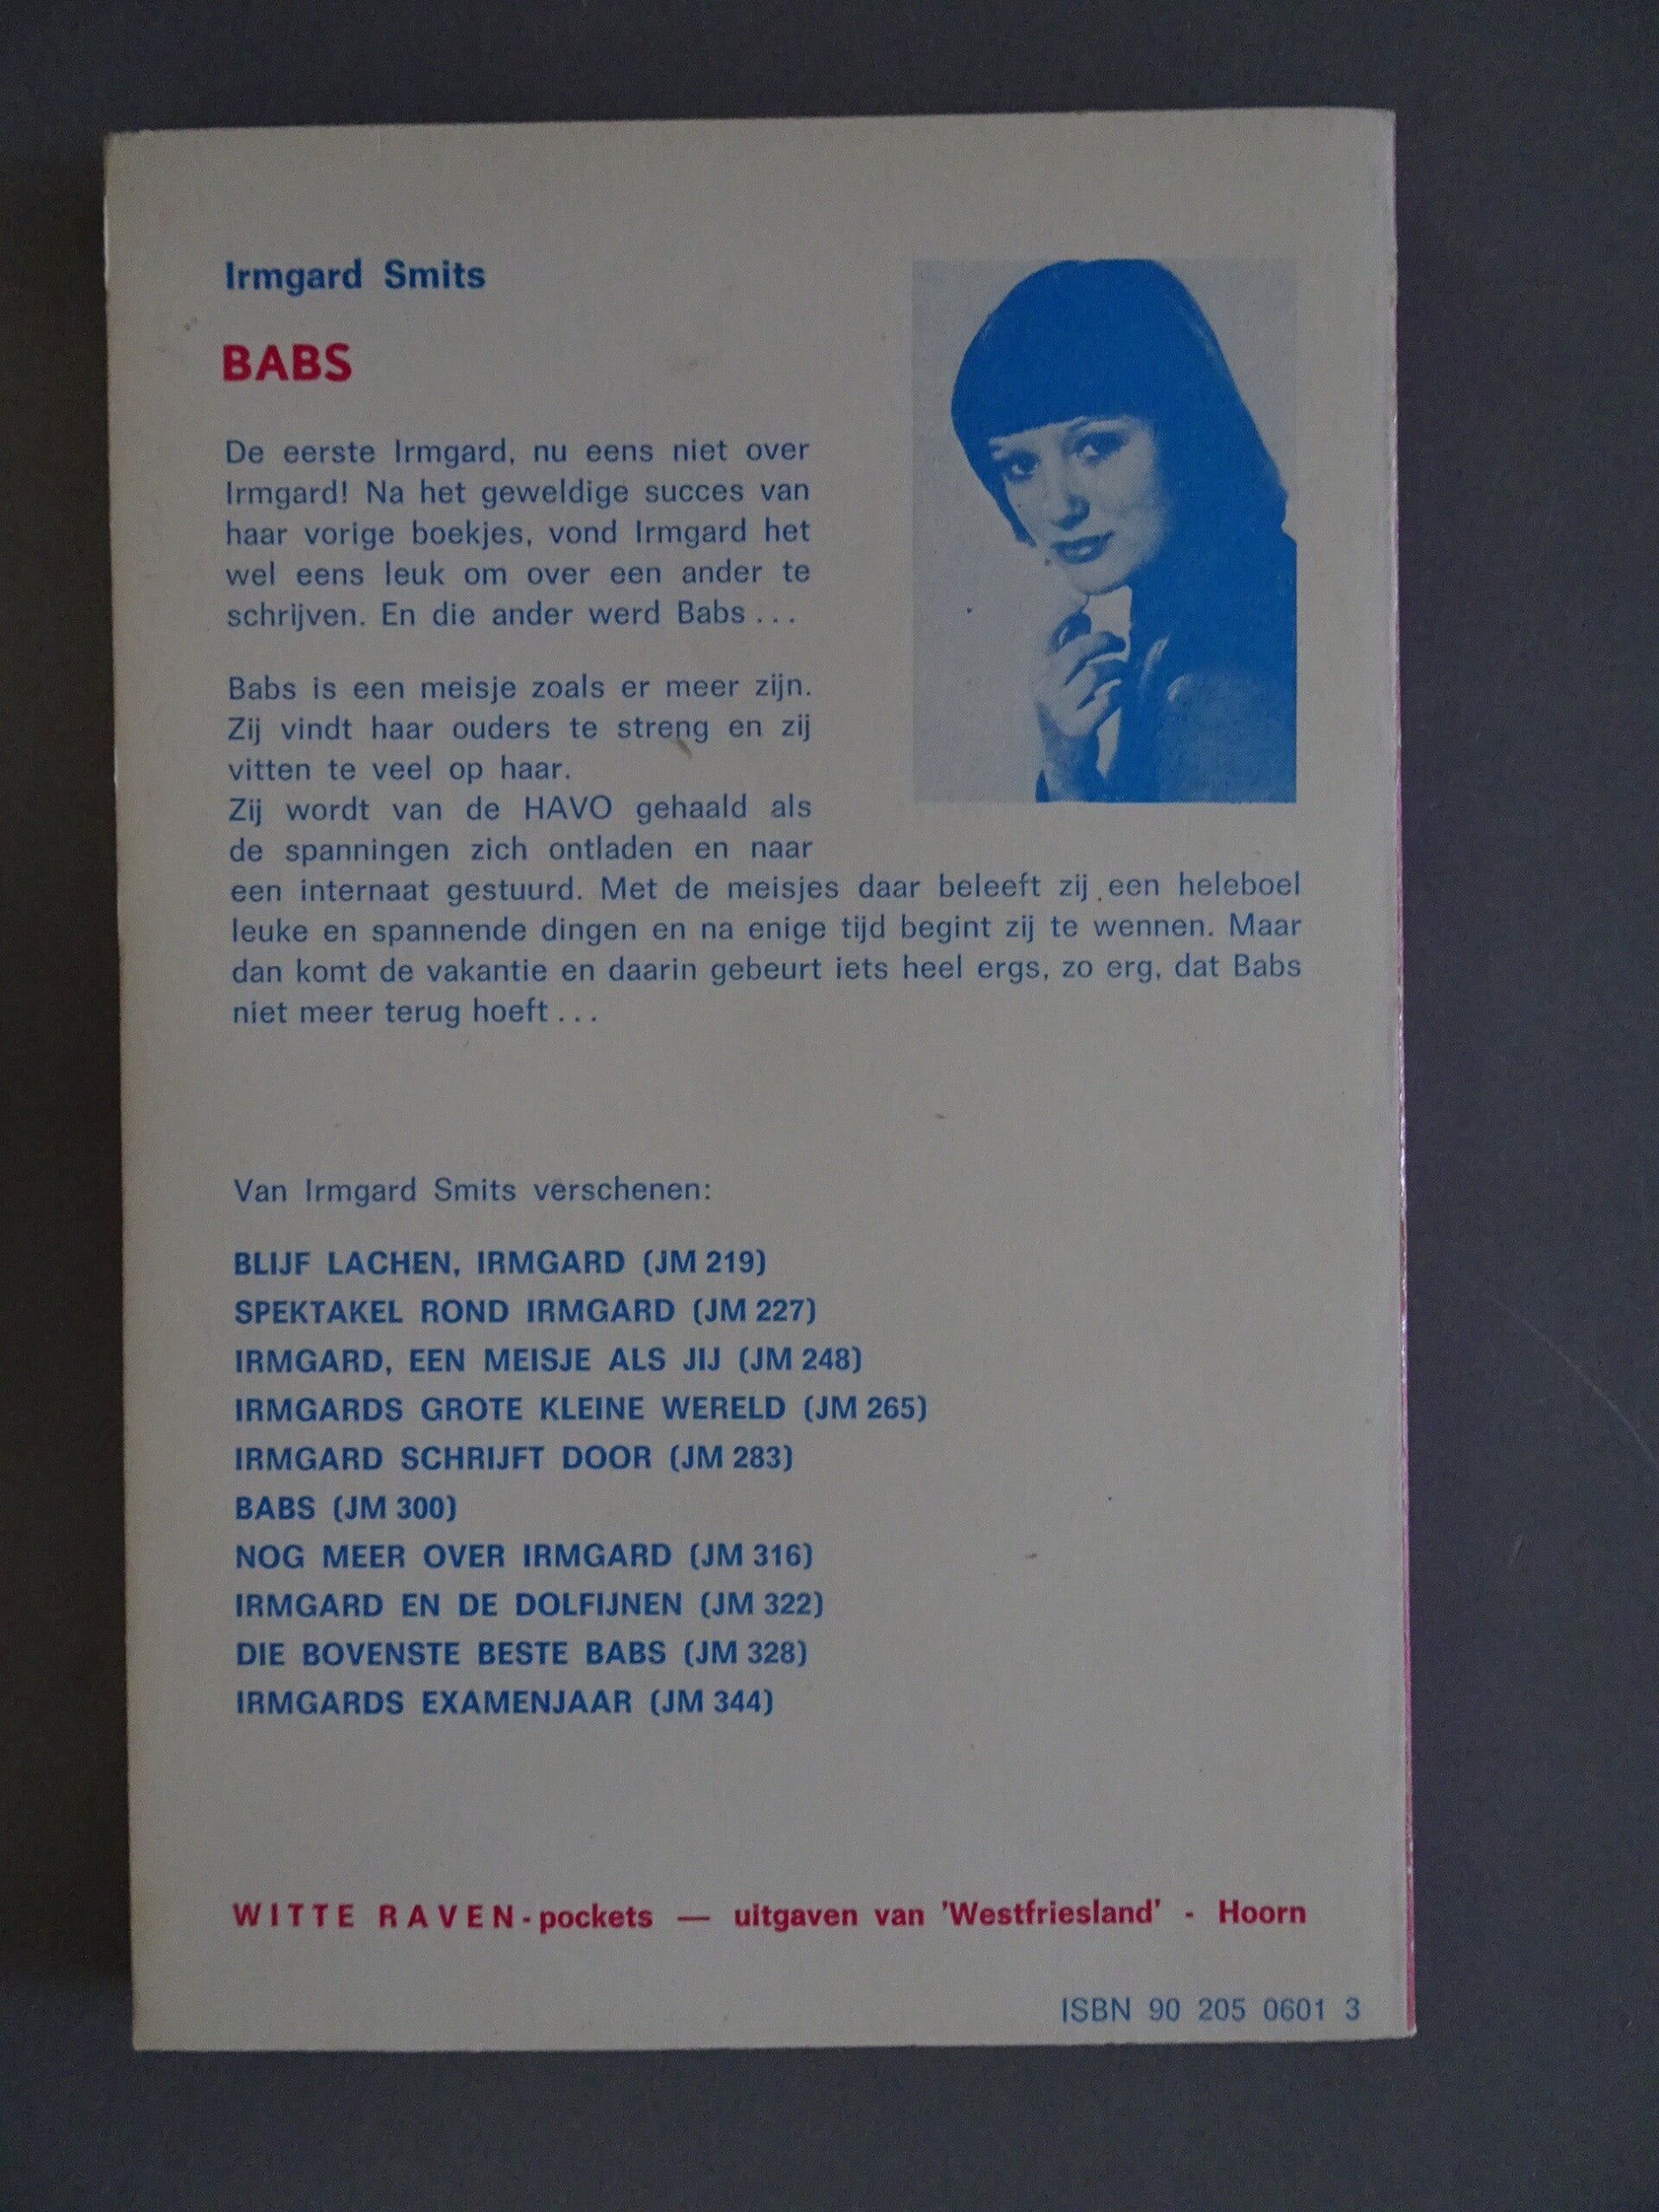 Irmgard Smits
BABS
De eerste Irmgard, nu eens niet over
Irmgard! Na het geweldige succes van
haar vorige boekjes, vond Irmgard het
wel eens leuk om over een ander te
schrijven. En die ander werd Babs...
Babs is een meisje zoals er meer zijn.
Zij vindt haar ouders te streng en zij
vitten te veel op haar.
Zij wordt van de HAVO gehaald als
de spanningen zich ontladen en naar
een internaat gestuurd. Met de meisjes daar beleeft zij een heleboel
leuke en spannende dingen en na enige tijd begint zij te wennen. Maar
dan komt de vakantie en daarin gebeurt iets heel ergs, zo erg, dat Babs
niet meer terug hoeft...
Van Irmgard Smits verschenen:
BLIJF LACHEN, IRMGARD (JM 219)
SPEKTAKEL ROND IRMGARD (JM 227)
IRMGARD, EEN MEISJE ALS JIJ (JM 248)
IRMGARDS GROTE KLEINE WERELD (JM 265)
IRMGARD SCHRIJFT DOOR (JM 283)
BABS (JM 300)
NOG MEER OVER IRMGARD (JM 316)
IRMGARD EN DE DOLFIJNEN (JM 322)
DIE BOVENSTE BESTE BABS (JM 328)
IRMGARDS EXAMENJAAR (JM 344)
WITTE RAVEN-pockets — uitgaven van 'Westfriesland' - Hoorn
ISBN 90 205 0601 3